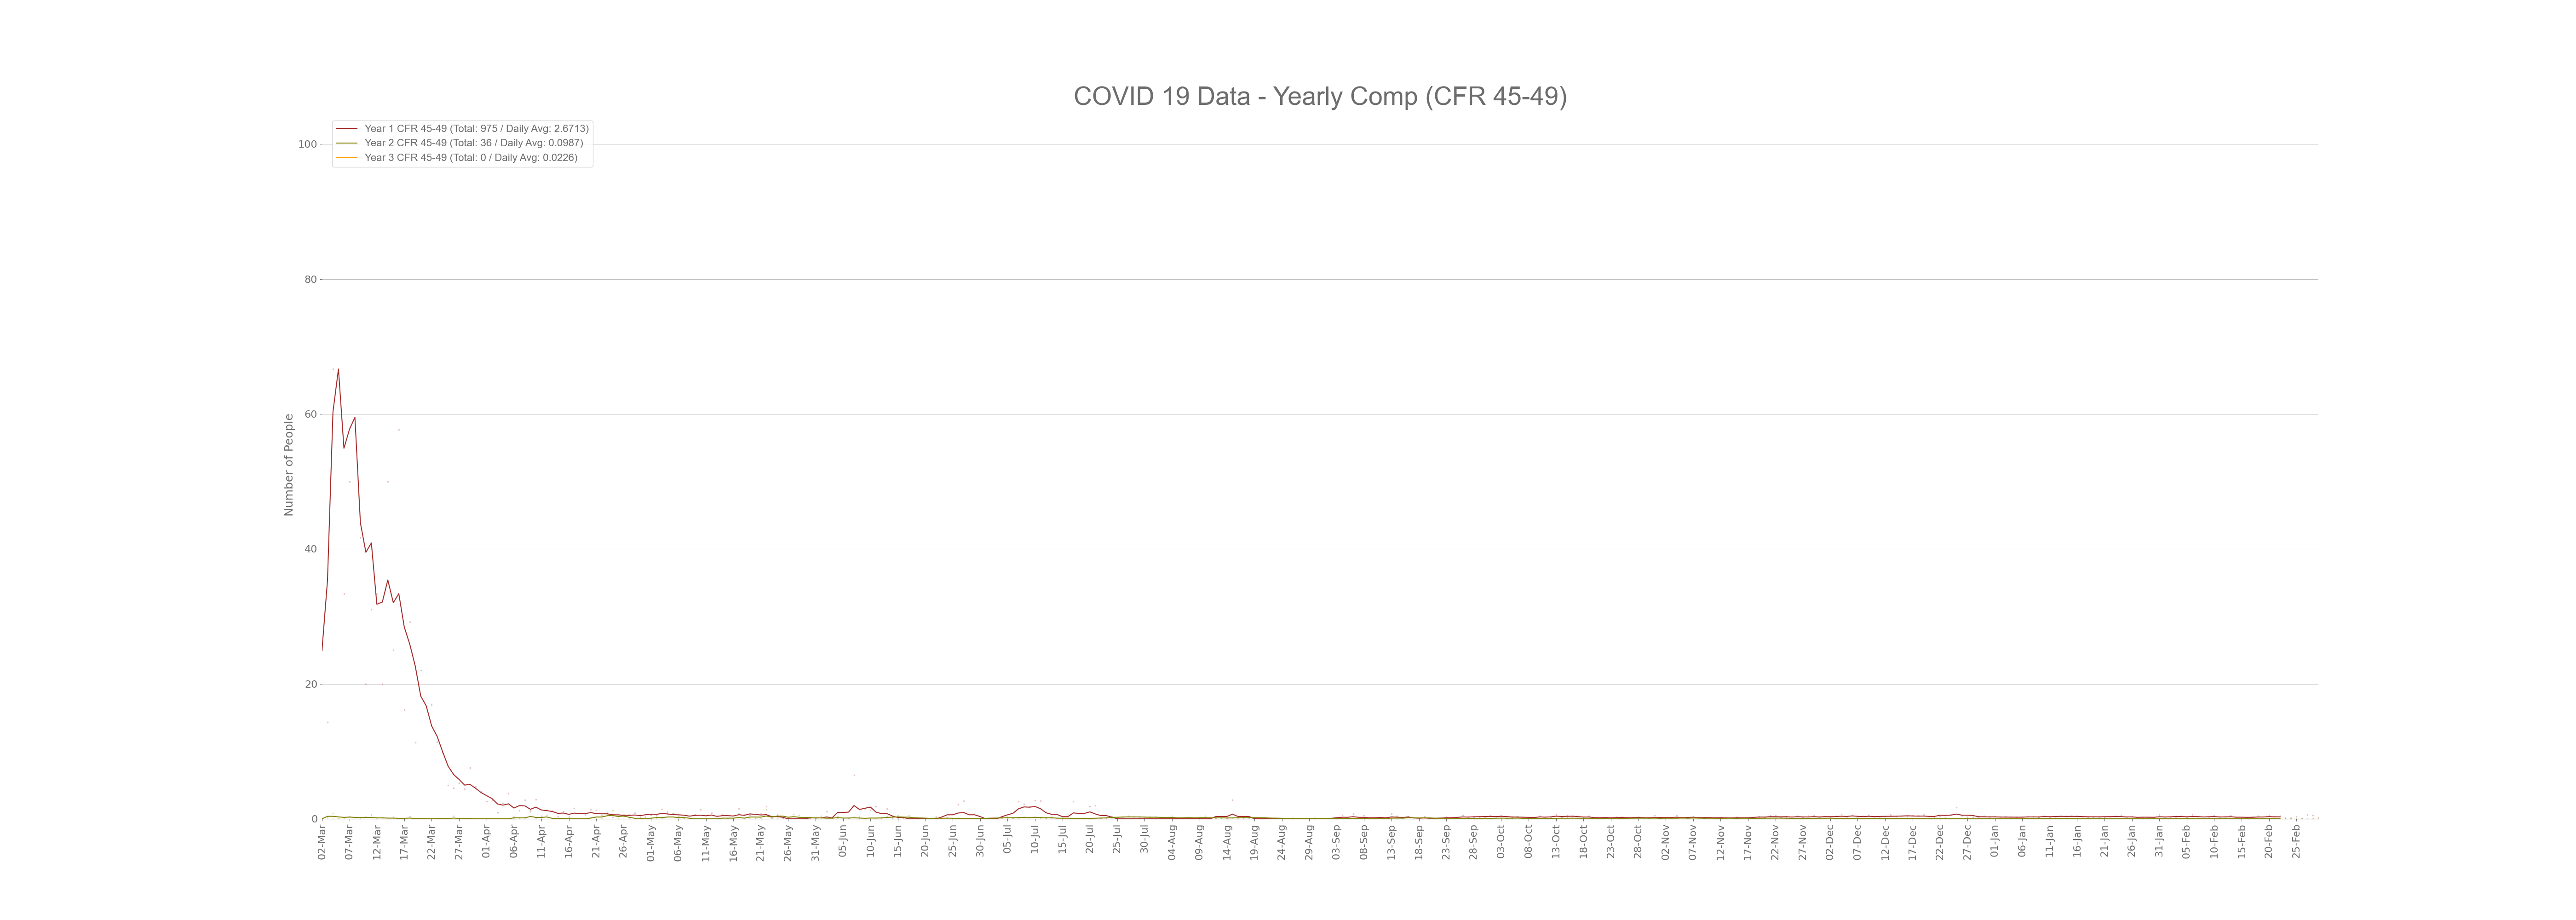 COVID 19 Data - Yearly Comp (CFR 45-49)
Year 1 CFR 45-49 (Total: 975 / Daily Avg: 2.6713)
Year 2 CFR 45-49 (Total: 36 / Daily Avg: 0.0987)
Year 3 CFR 45-49 (Total: 0 / Daily Avg: 0.0226)
Number of People
100
80
60
40
20
0
02-Mar
07-Mar
12-Mar
17-Mar
22-Mar
27-Mar
01-Apr
06-Apr
11-Apr
16-Apr
21-Apr
26-Apr
01-May
06-May
11-May
16-May
21-May
26-May
31-May
05-Jun
10-Jun
15-Jun
20-Jun
25-Jun
30-Jun
05-Jul
10-Jul
15-Jul
20-Jul
25-Jul
30-Jul
04-Aug
09-Aug
14-Aug
19-Aug
24-Aug
29-Aug
03-Sep
08-Sep
13-Sep
18-Sep
23-Sep
28-Sep
03-Oct
08-Oct
13-Oct
18-Oct
23-Oct
28-Oct
02-Nov
07-Nov
12-Nov
17-Nov
22-Nov
27-Nov
02-Dec
07-Dec
12-Dec
17-Dec
22-Dec
27-Dec
01-Jan
06-Jan
11-Jan
16-Jan
21-Jan
26-Jan
31-Jan
05-Feb
10-Feb
15-Feb
20-Feb
25-Feb